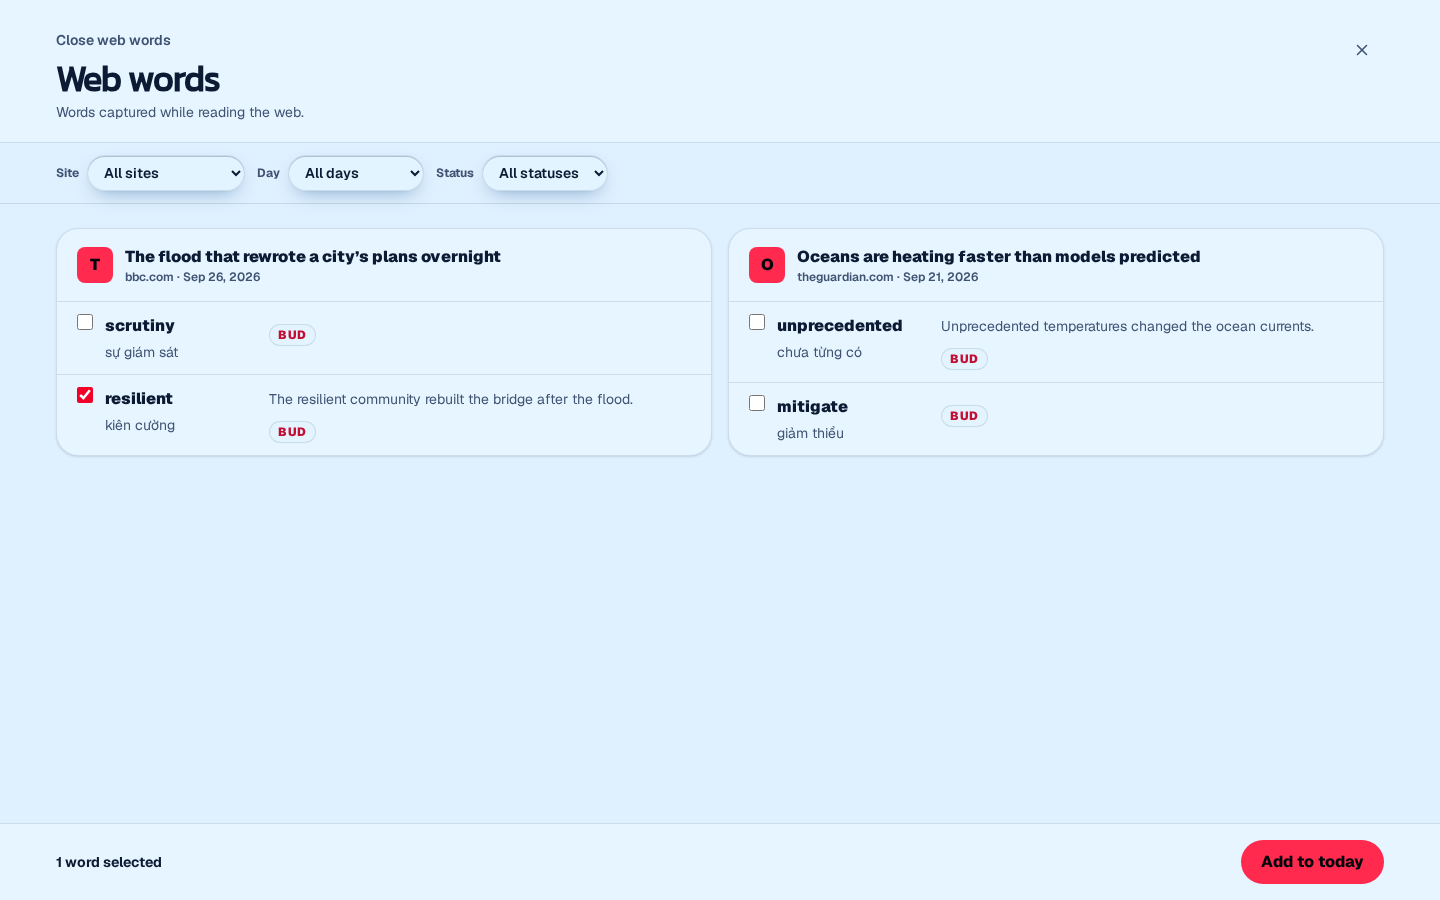 Close web words
Web words
Words captured while reading the web.
Site
All sites
Day
All days
Status
All statuses
T
The flood that rewrote a city’s plans overnight
bbc.com · Sep 26, 2026
scrutiny
sự giám sát
BUD
resilient
kiên cường
The resilient community rebuilt the bridge after the flood.
BUD
O
Oceans are heating faster than models predicted
theguardian.com · Sep 21, 2026
unprecedented
chưa từng có
Unprecedented temperatures changed the ocean currents.
BUD
mitigate
giảm thiểu
BUD
1 word selected
Add to today